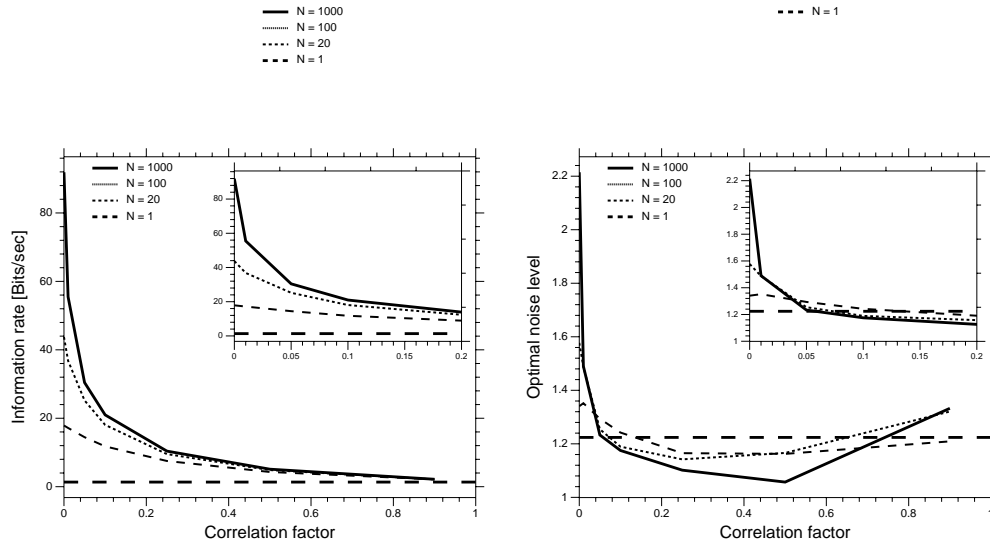 N = 1000
N = 100
N = 20
N = 1
N = 1
N = 1000
N = 100
N = 20
N = 1
Information rate [Bits/sec]
80
60
40
20
0
0 0.2 0.4 0.6 0.8 1
Correlation factor
80
60
40
20
0
0 0.05 0.1 0.15 0.2
N = 1000
N = 100
N = 20
N = 1
Optimal noise level
2.2
2
1.8
1.6
1.4
1.2
1
0 0.2 0.4 0.6 0.8 1
Correlation factor
2.2
2
1.8
1.6
1.4
1.2
1
0 0.05 0.1 0.15 0.2